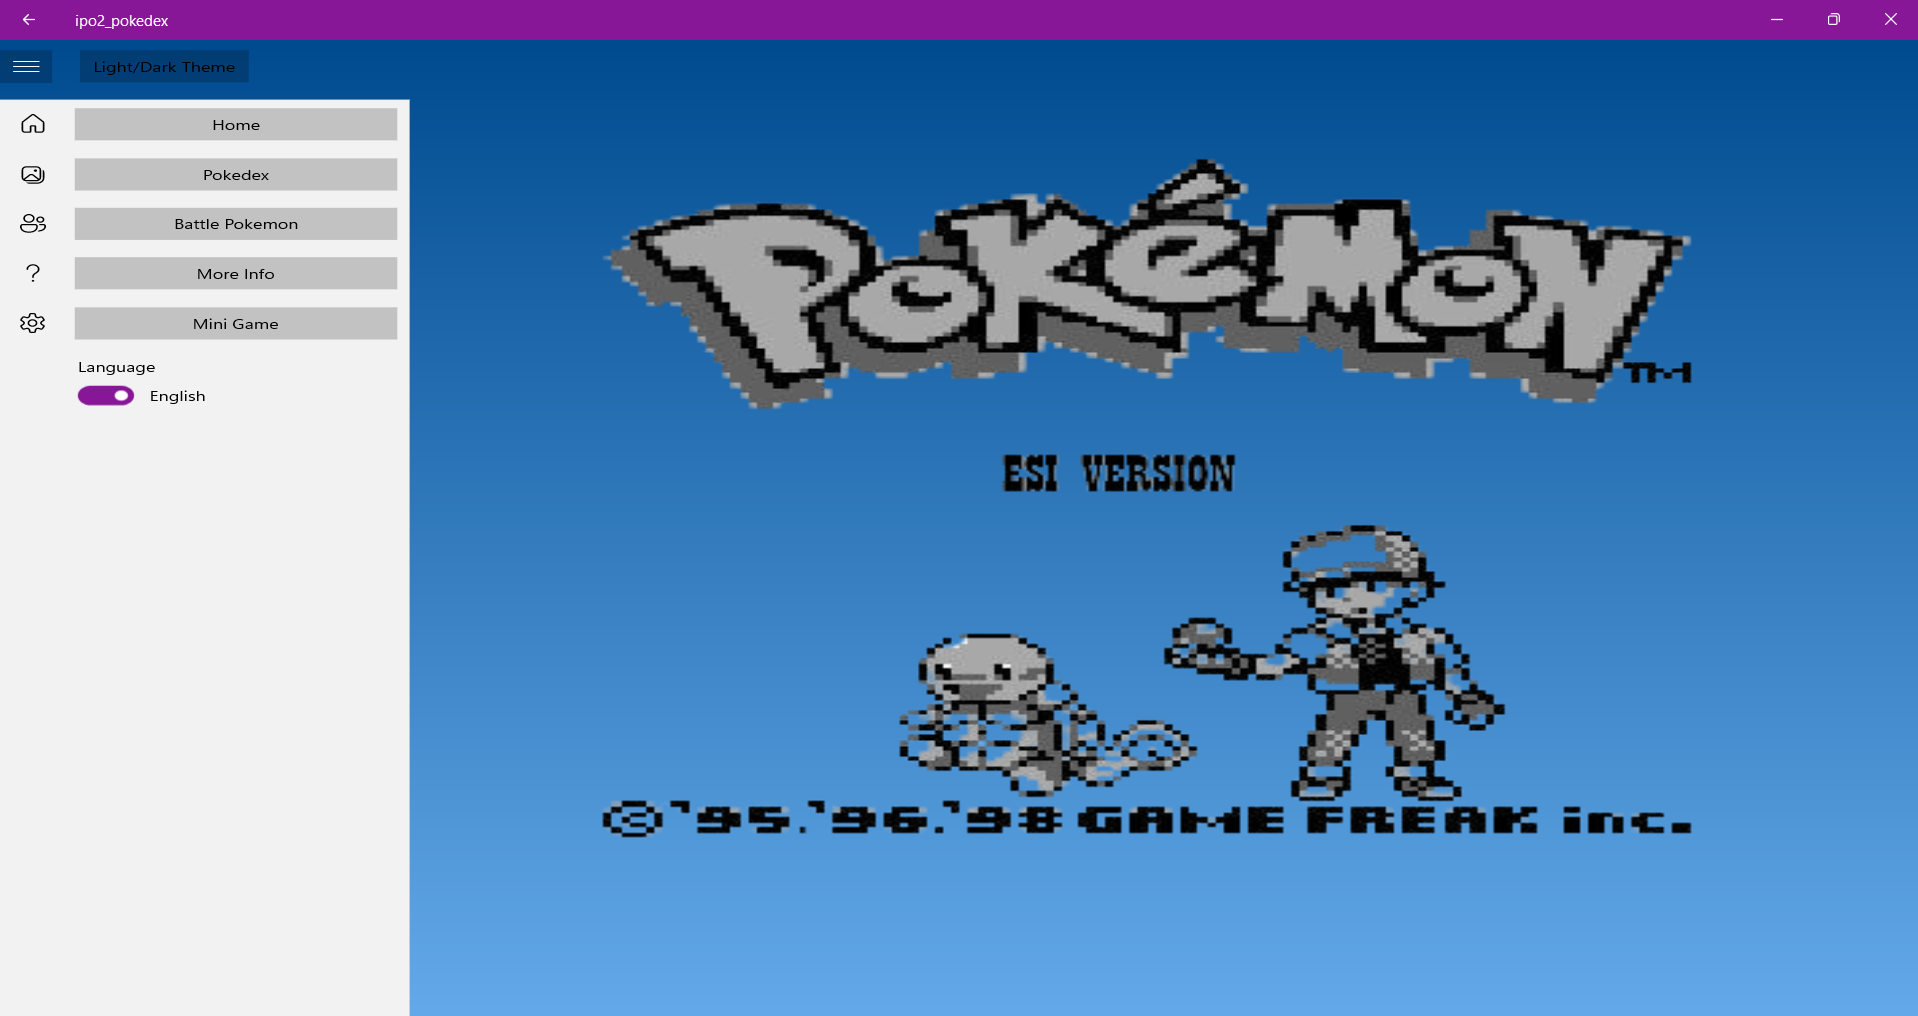 ipo2_pokedex
Light/Dark Theme
Home
Pokedex
Battle Pokemon
More Info
Mini Game
Language
English
POKéMON
TM
ESI VERSION
©'95.'96.'98 GAME FREAK inc.